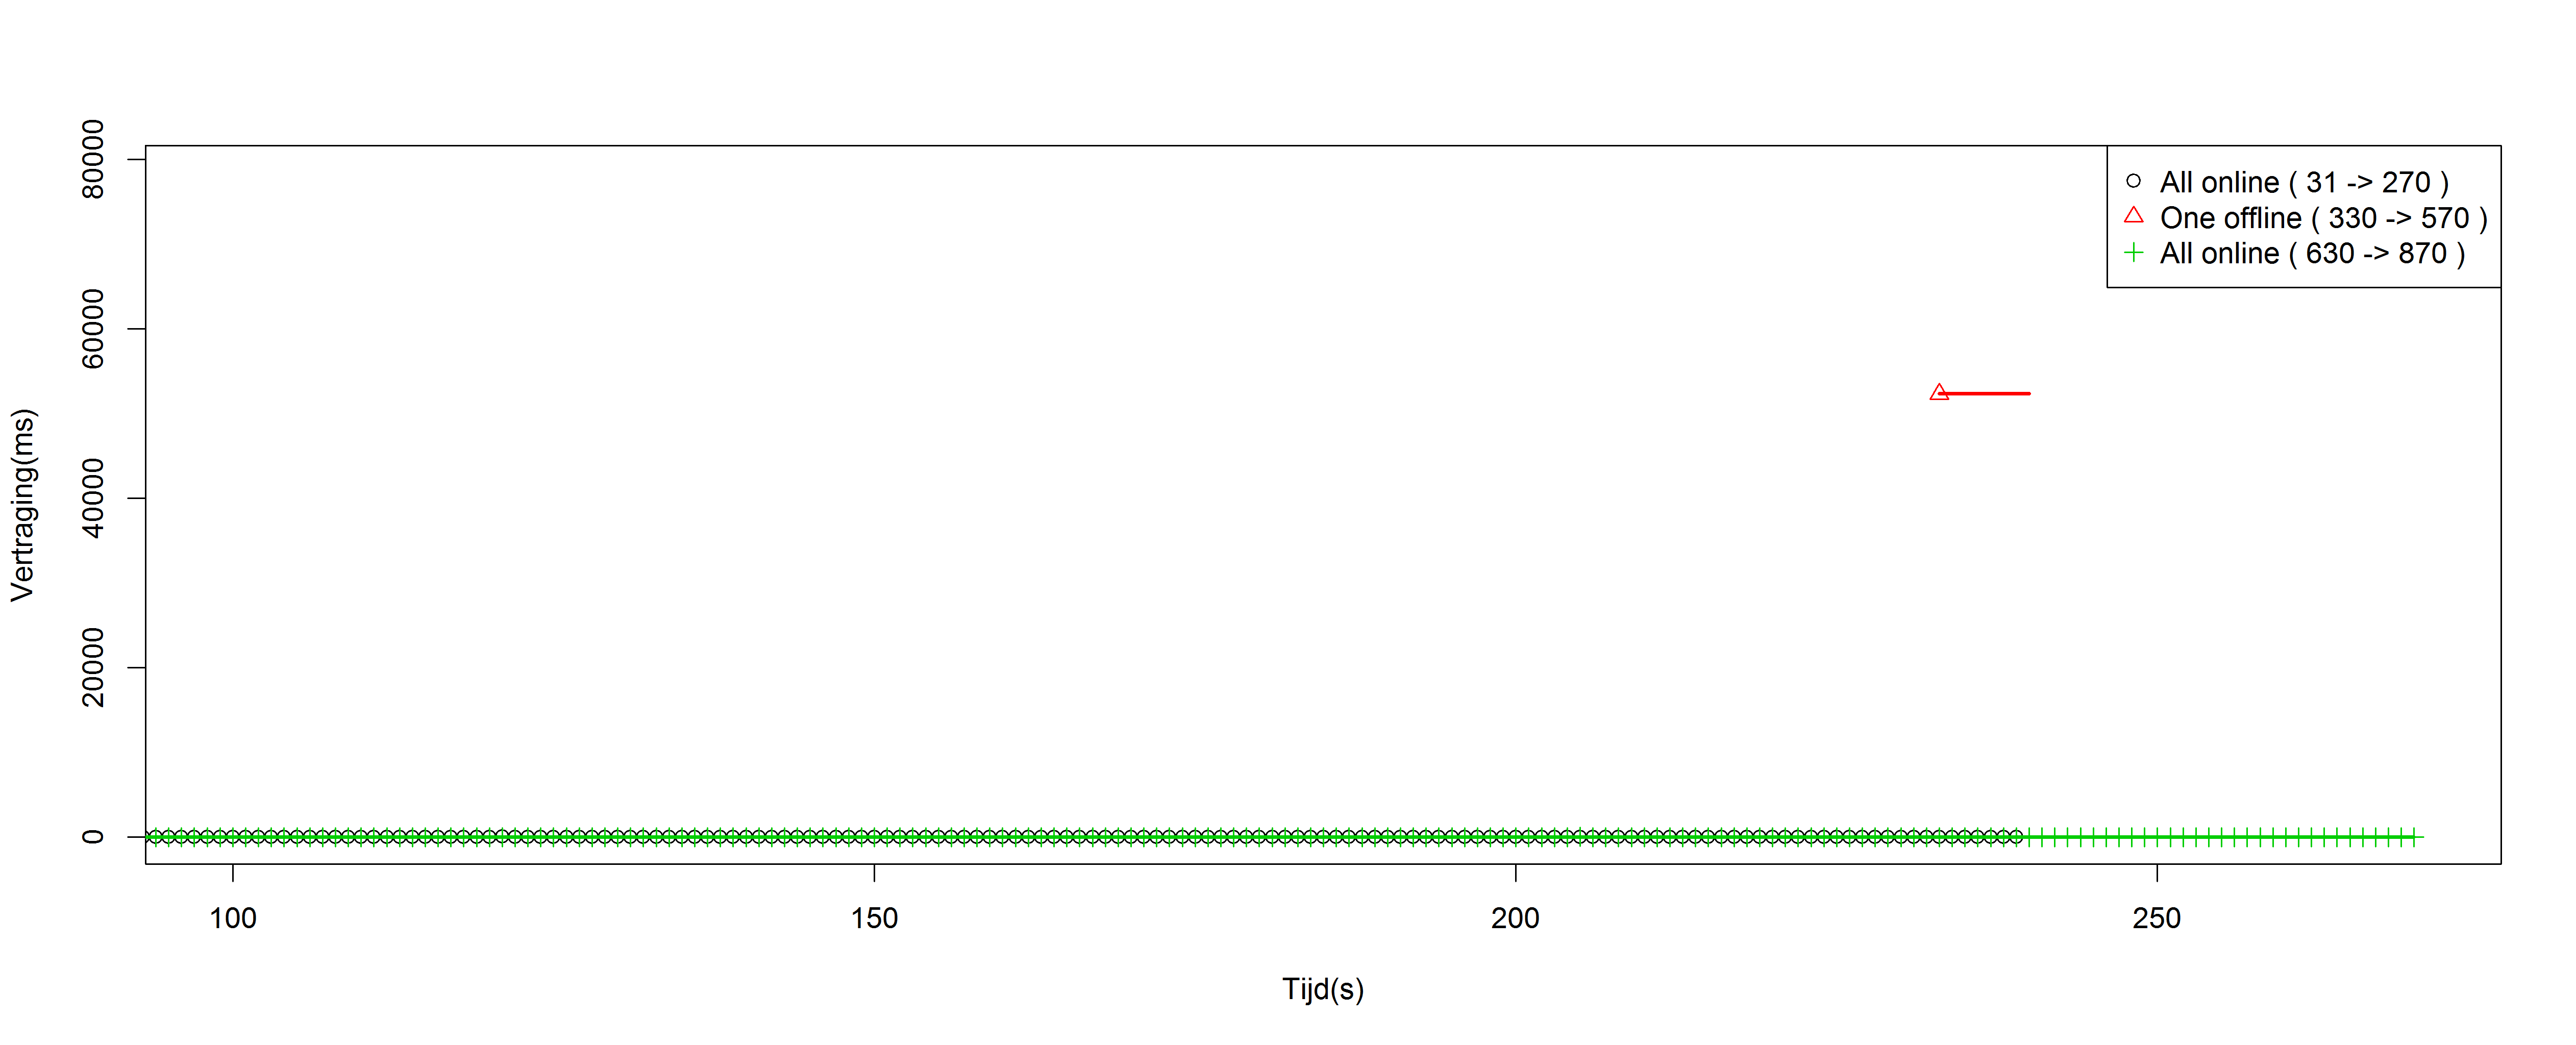 80000
60000
40000
20000
0
Vertraging(ms)
All online ( 31 -> 270 )
One offline ( 330 -> 570 )
All online ( 630 -> 870 )
100 150 200 250
Tijd(s)